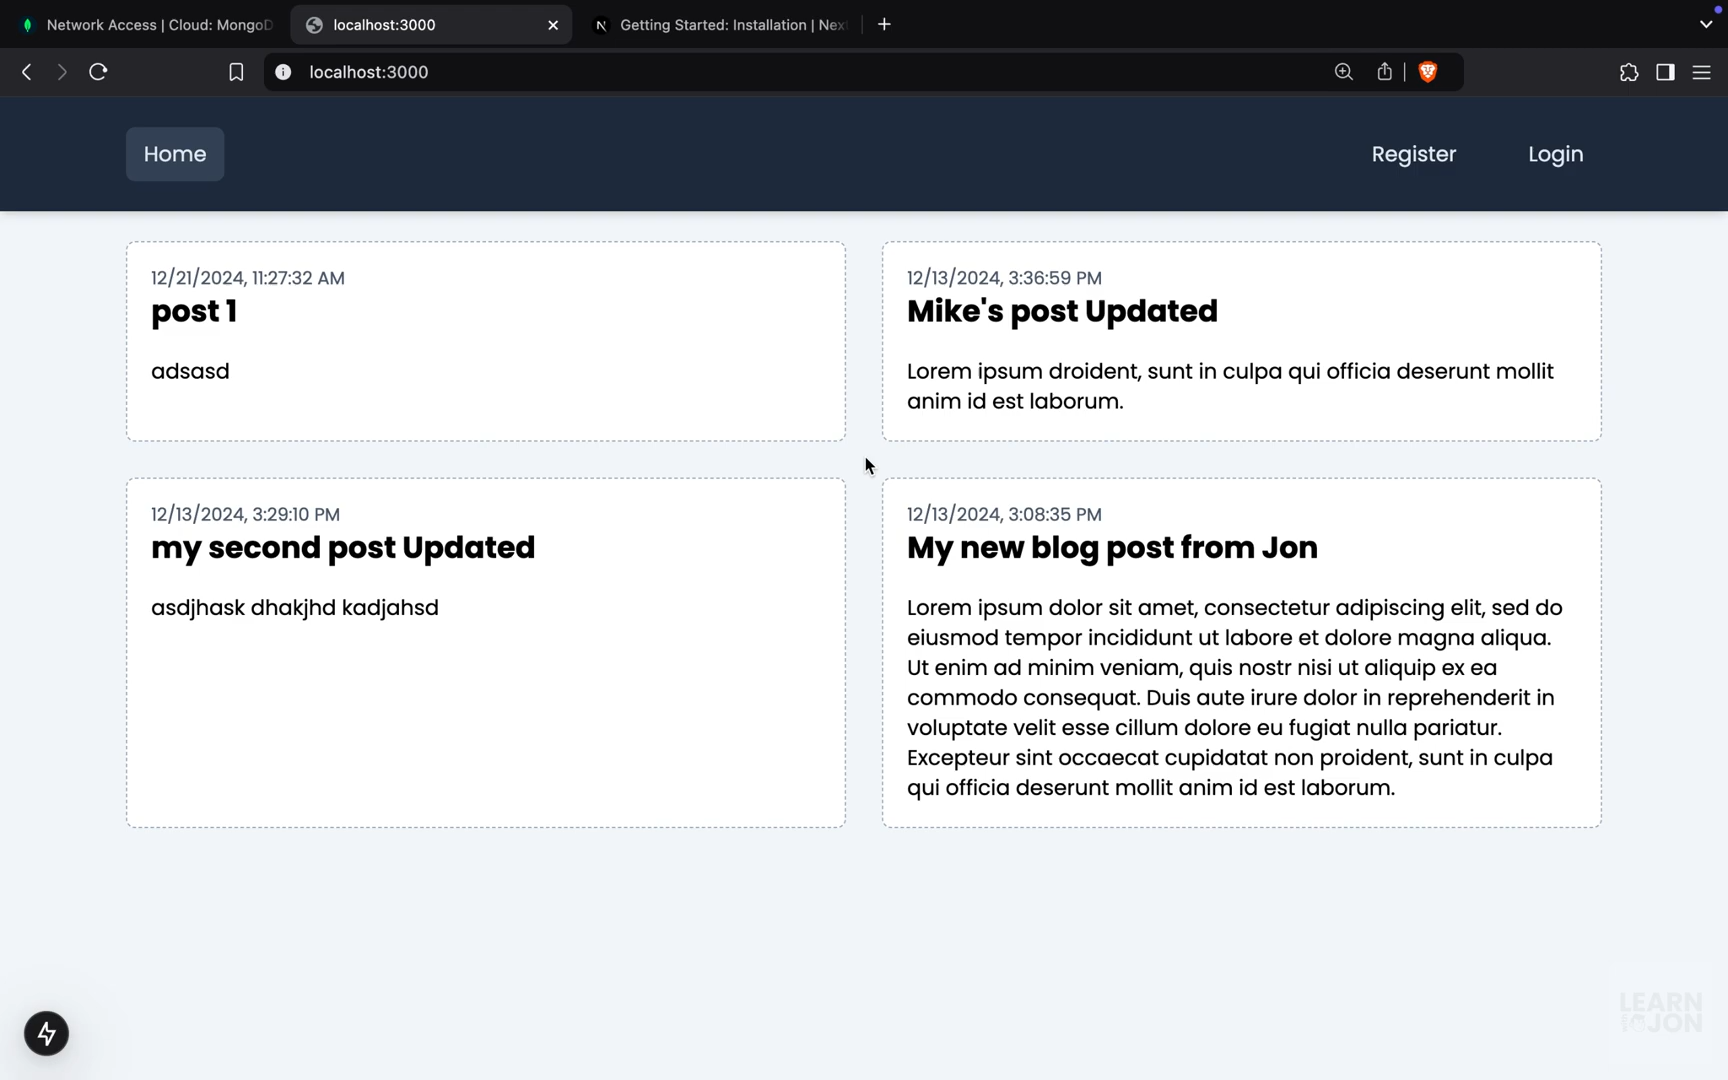 Network Access | Cloud: MongoD
localhost:3000
N
Getting Started: Installation | Nex
localhost:3000
Home
Register
Login
12/21/2024, 11:27:32 AM
post 1
adsasd
12/13/2024, 3:36:59 PM
Mike's post Updated
Lorem ipsum droident, sunt in culpa qui officia deserunt mollit
anim id est laborum.
12/13/2024, 3:29:10 PM
my second post Updated
asdjhask dhakjhd kadjahsd
12/13/2024, 3:08:35 PM
My new blog post from Jon
Lorem ipsum dolor sit amet, consectetur adipiscing elit, sed do
eiusmod tempor incididunt ut labore et dolore magna aliqua.
Ut enim ad minim veniam, quis nostr nisi ut aliquip ex ea
commodo consequat. Duis aute irure dolor in reprehenderit in
voluptate velit esse cillum dolore eu fugiat nulla pariatur.
Excepteur sint occaecat cupidatat non proident, sunt in culpa
qui officia deserunt mollit anim id est laborum.
LEARN
JON